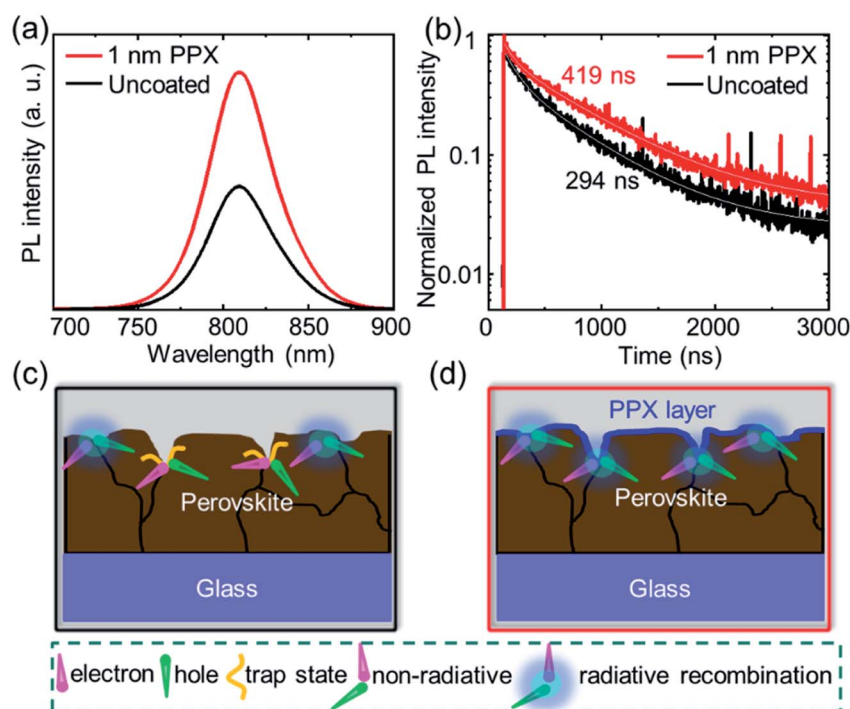 (a)
1 nm PPX
Uncoated
PL intensity (a. u.)
700 750 800 850 900
Wavelength (nm)
(b)
1 nm PPX
Uncoated
419 ns
294 ns
Normalized PL intensity
1
0.1
0.01
0 1000 2000 3000
Time (ns)
(c)
Perovskite
Glass
(d)
PPX layer
Perovskite
Glass
electron hole trap state non-radiative radiative recombination